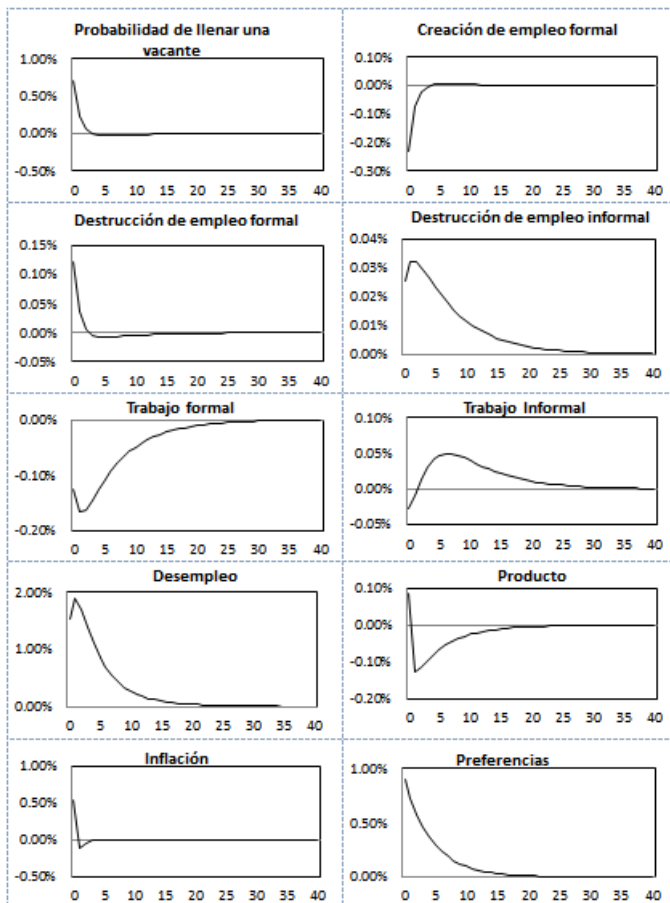 Probabilidad de llenar una
vacante
1.00%
0.50%
0.00%
-0.50%
0 5 10 15 20 25 30 35 40
Creación de empleo formal
0.10%
0.00%
-0.10%
-0.20%
-0.30%
0 5 10 15 20 25 30 35 40
Destrucción de empleo formal
0.15%
0.10%
0.05%
0.00%
-0.05%
0 5 10 15 20 25 30 35 40
Destrucción de empleo informal
0.04%
0.03%
0.02%
0.01%
0.00%
0 5 10 15 20 25 30 35 40
Trabajo formal
0.00%
-0.10%
-0.20%
0 5 10 15 20 25 30 35 40
Trabajo Informal
0.10%
0.05%
0.00%
-0.05%
0 5 10 15 20 25 30 35 40
Desempleo
2.00%
1.00%
0.00%
0 5 10 15 20 25 30 35 40
Producto
0.10%
0.00%
-0.10%
-0.20%
0 5 10 15 20 25 30 35 40
Inflación
1.00%
0.50%
0.00%
-0.50%
0 5 10 15 20 25 30 35 40
Preferencias
1.00%
0.50%
0.00%
0 5 10 15 20 25 30 35 40